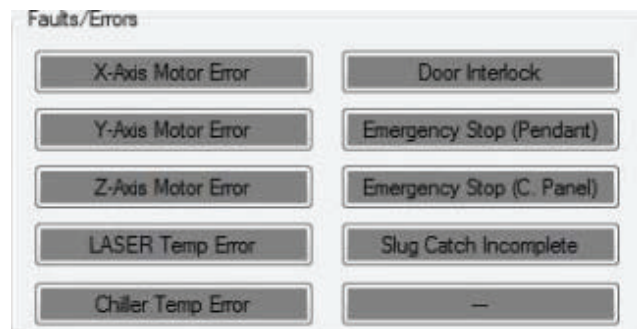 Faults/Errors
X-Axis Motor Error
Door Interlock
Y-Axis Motor Error
Emergency Stop (Pendant)
Z-Axis Motor Error
Emergency Stop (C. Panel)
LASER Temp Error
Slug Catch Incomplete
Chiller Temp Error
---